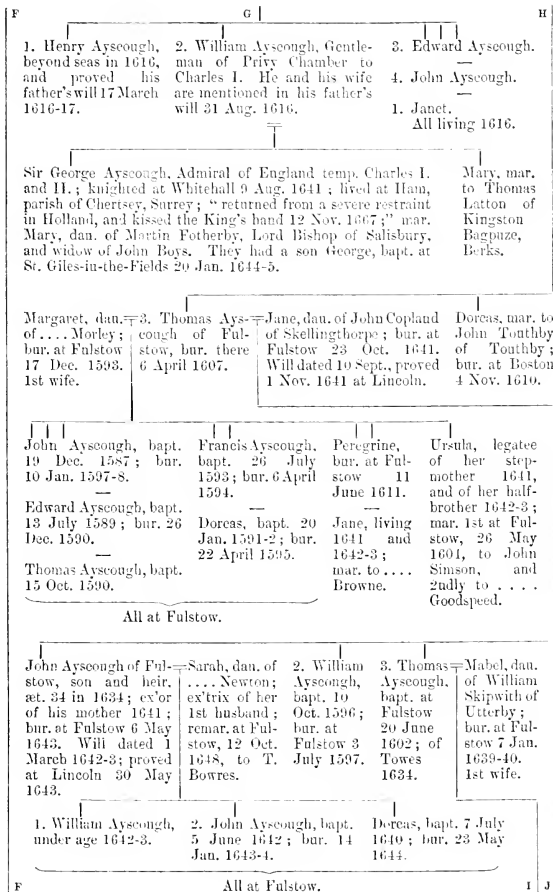 F G H
1. Henry Ayscough,
beyond seas in 1616,
and proved his
father's will 17 March
1616-17.
2. William Ayscough, Gentle-
man of Privy Chamber to
Charles I. He and his wife
are mentioned in his father's
will 31 Aug. 1616.
3. Edward Ayscough.
—
4. John Ayscough.
—
1. Janet.
All living 1616.
Sir George Ayscough, Admiral of England temp. Charles I.
and II.; knighted at Whitehall 9 Aug. 1641; lived at Ham,
parish of Chertsey, Surrey; "returned from a severe restraint
in Holland, and kissed the King's hand 12 Nov. 1667;" mar.
Mary, dan. of Martin Fotherby, Lord Bishop of Salisbury,
and widow of John Boys. They had a son George, bapt. at
St. Giles-in-the-Fields 20 Jan. 1644-5.
Mary, mar.
to Thomas
Latton of
Kingston
Bagpuze,
Berks.
Margaret, dau.
of .... Morley;
bur. at Fulstow
17 Dec. 1593.
1st wife.
3. Thomas Ays-
cough of Ful-
stow, bur. there
6 April 1607.
Jane, dau. of John Copland
of Skellingthorpe; bur. at
Fulstow 23 Oct. 1641.
Will dated 10 Sept., proved
1 Nov. 1641 at Lincoln.
Dorcas, mar. to
John Touthby
of Touthby;
bur. at Boston
4 Nov. 1610.
John Ayscough, bapt.
19 Dec. 1587; bur.
10 Jan. 1597-8.
—
Edward Ayscough, bapt.
13 July 1589; bur. 26
Dec. 1590.
—
Thomas Ayscough, bapt.
15 Oct. 1590.
Francis Ayscough,
bapt. 26 July
1593; bur. 6 April
1594.
—
Dorcas, bapt. 20
Jan. 1591-2; bur.
22 April 1595.
Peregrine,
bur. at Ful-
stow 11
June 1611.
—
Jane, living
1641 and
1642-3;
mar. to ....
Browne.
Ursula, legatee
of her step-
mother 1641,
and of her half-
brother 1642-3;
mar. 1st at Ful-
stow, 26 May
1601, to John
Simson, and
2ndly to ....
Goodspeed.
All at Fulstow.
John Ayscough of Ful-
stow, son and heir,
æt. 34 in 1634; ex'or
of his mother 1641;
bur. at Fulstow 6 May
1643. Will dated 1
March 1642-3; proved
at Lincoln 30 May
1643.
Sarah, dau. of
.... Newton;
ex'trix of her
1st husband;
remar. at Ful-
stow, 12 Oct.
1648, to T.
Bowres.
2. William
Ayscough,
bapt. 10
Oct. 1596;
bur. at
Fulstow 3
July 1597.
3. Thomas
Ayscough,
bapt. at
Fulstow
20 June
1602; of
Towes
1634.
Mabel, dau.
of William
Skipwith of
Utterby;
bur. at Ful-
stow 7 Jan.
1639-40.
1st wife.
1. William Ayscough,
under age 1642-3.
2. John Ayscough, bapt.
5 June 1642; bur. 14
Jan. 1643-4.
Dorcas, bapt. 7 July
1640; bur. 23 May
1644.
F All at Fulstow. I J